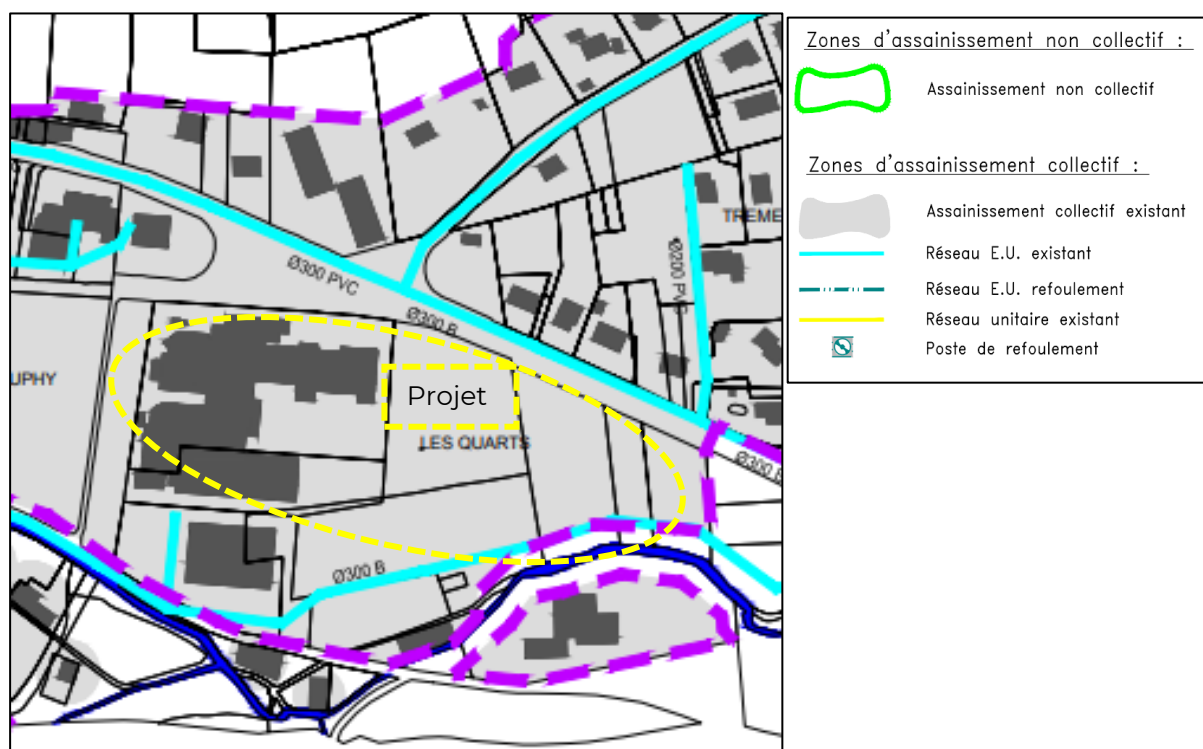 Zones d'assainissement non collectif :
Assainissement non collectif
Zones d'assainissement collectif :
Assainissement collectif existant
Réseau E.U. existant
Réseau E.U. refoulement
Réseau unitaire existant
Poste de refoulement
TREME
Ø200 PVC
Ø300 PVC
Ø300 B
UPHY
Projet
LES QUARTS
Ø300 B
Ø300 B